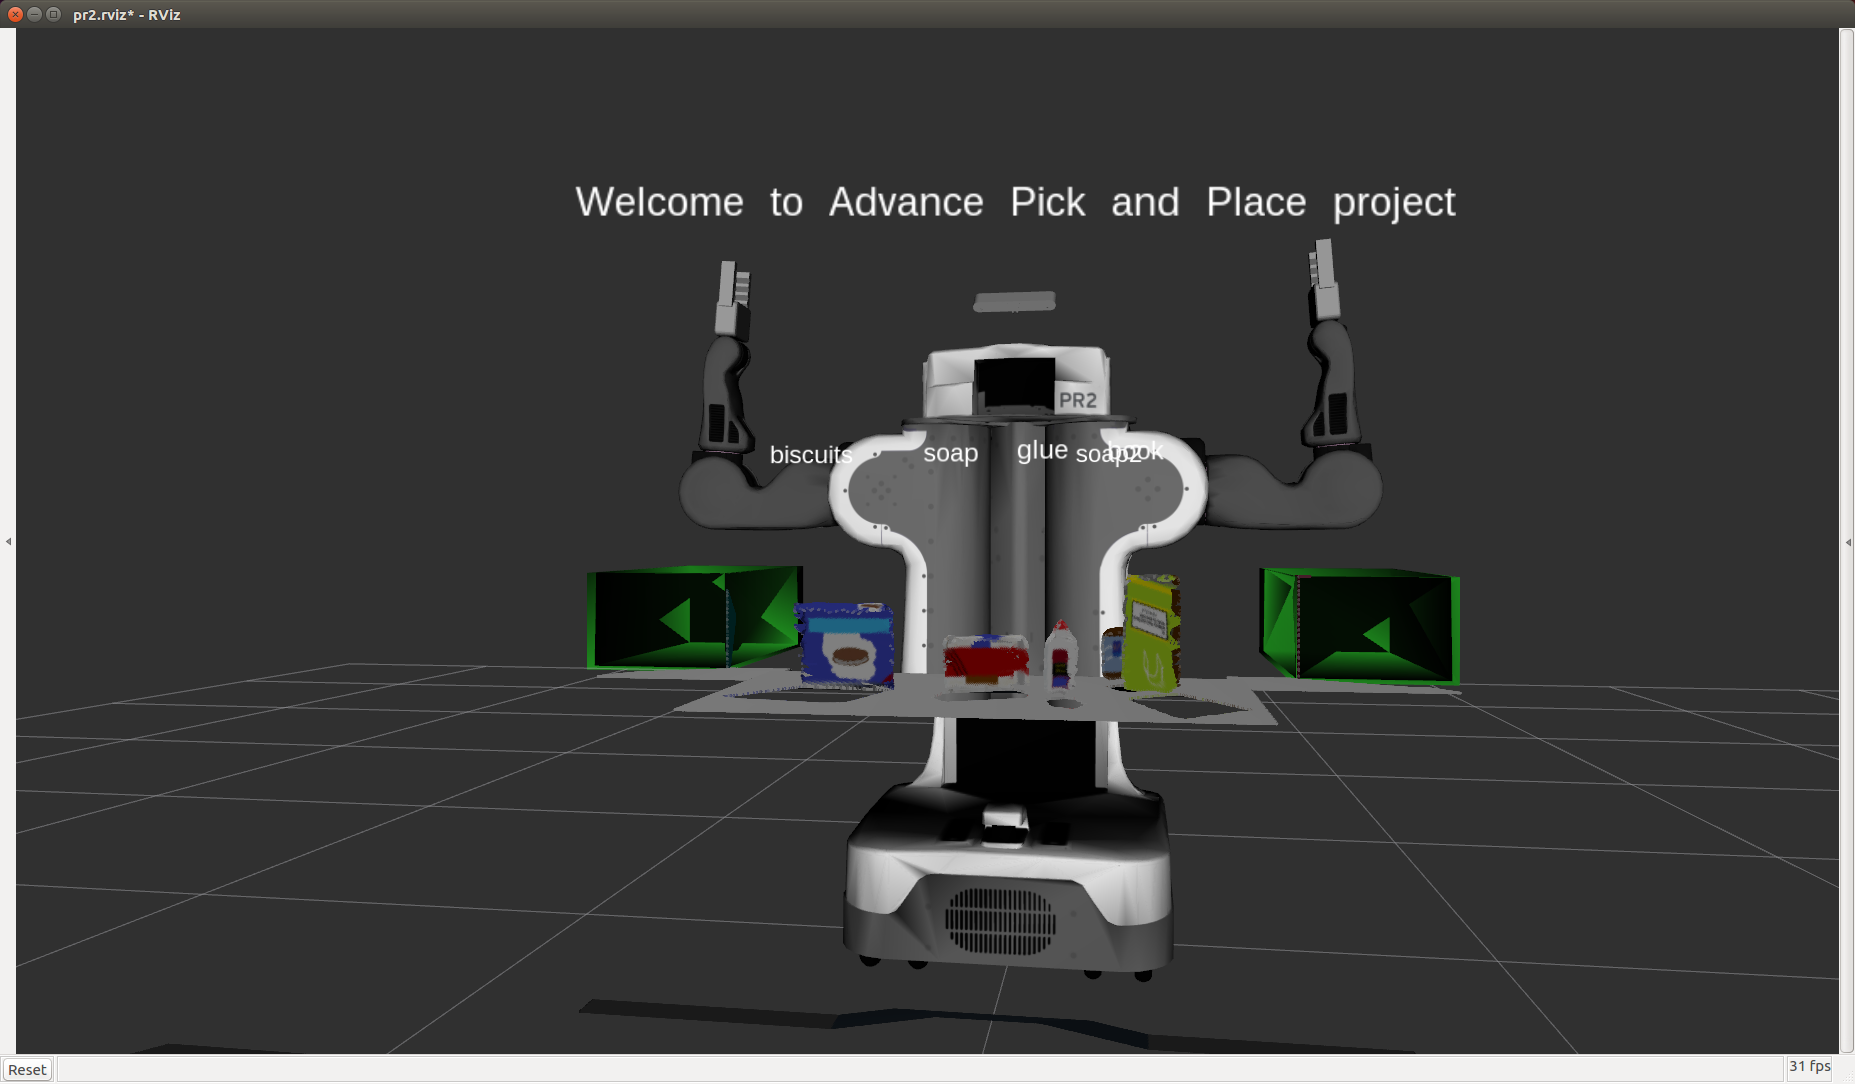 pr2.rviz* - RViz
Welcome to Advance Pick and Place project
PR2
biscuits soap glue soap2 book
Reset
31 fps